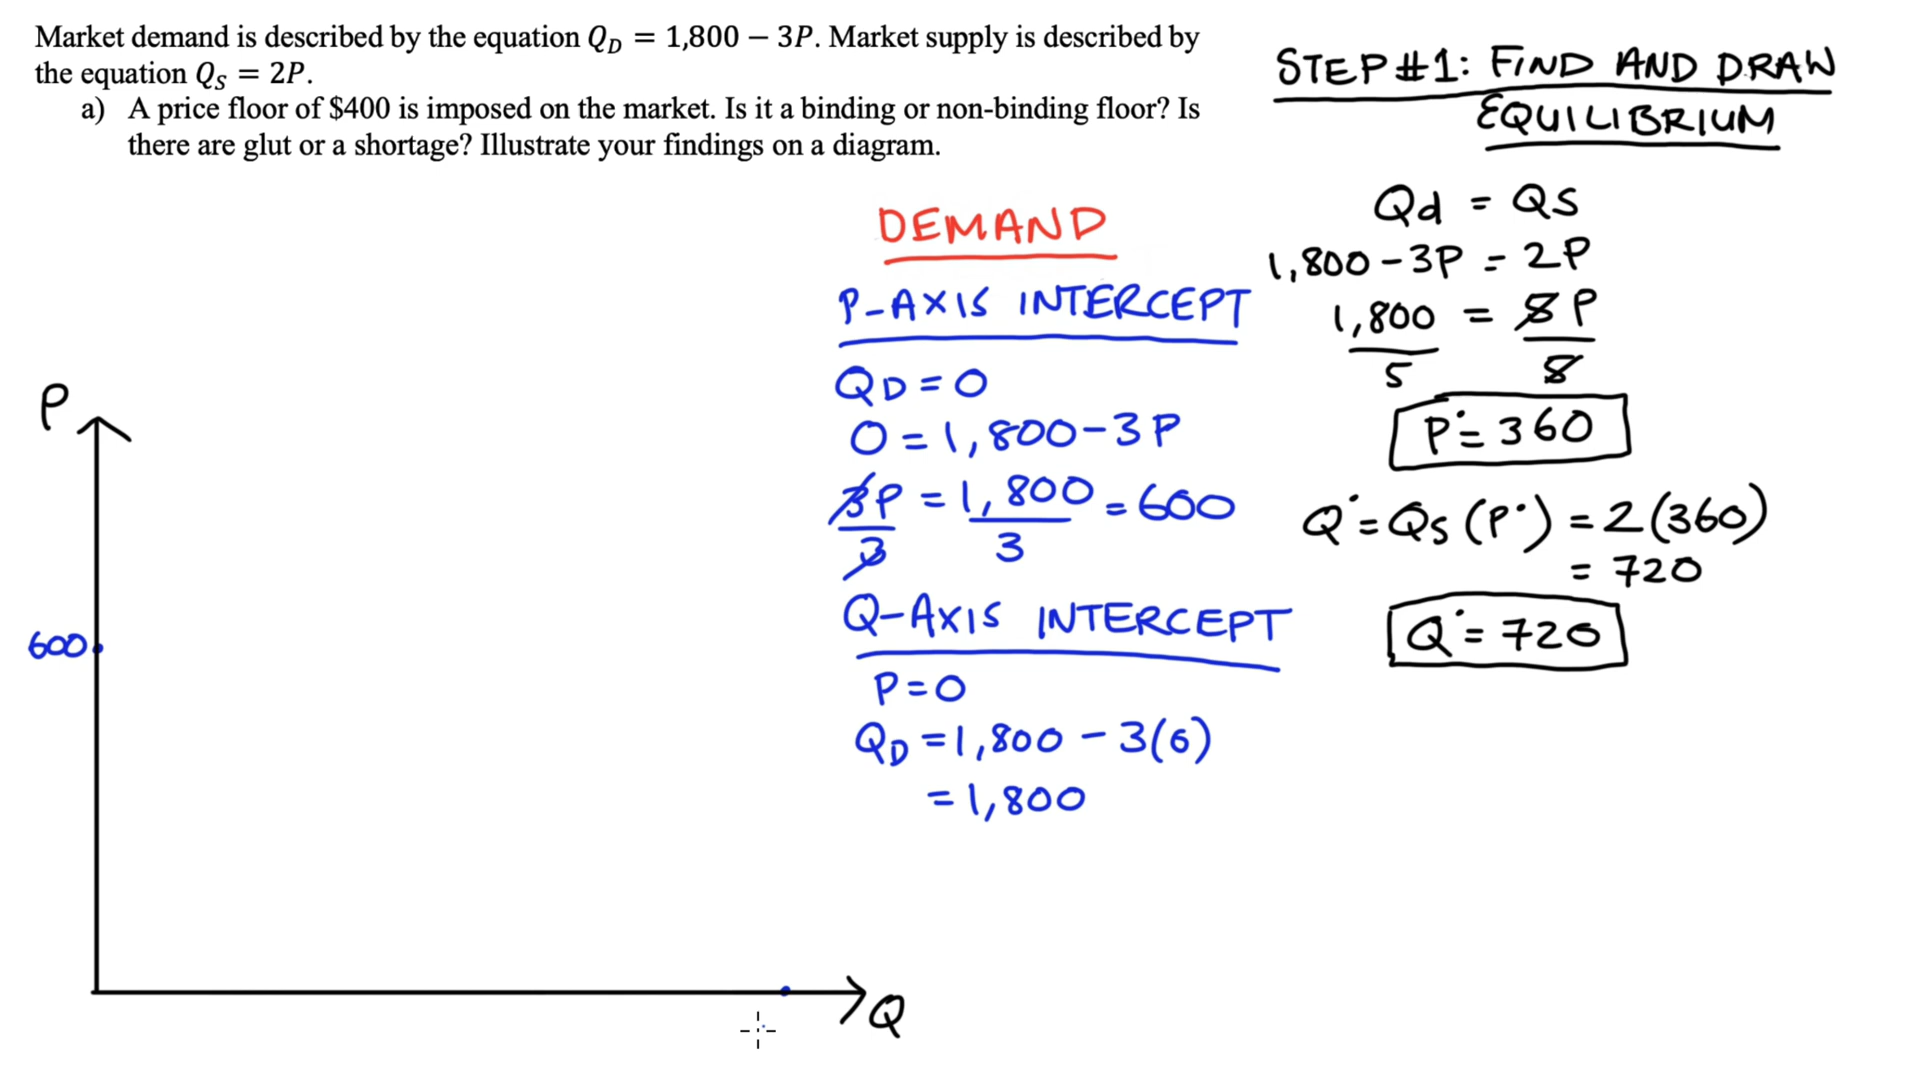 Market demand is described by the equation Q_D = 1,800 − 3P. Market supply is described by
the equation Q_S = 2P.
a) A price floor of $400 is imposed on the market. Is it a binding or non-binding floor? Is
there are glut or a shortage? Illustrate your findings on a diagram.
STEP #1: FIND AND DRAW
EQUILIBRIUM
Qd = QS
1,800 - 3P = 2P
1,800 = 5P
5 5
P* = 360
Q* = Qs (P*) = 2(360)
= 720
Q* = 720
DEMAND
P-AXIS INTERCEPT
QD = 0
0 = 1,800 - 3P
3P = 1,800 = 600
3 3
Q-AXIS INTERCEPT
P = 0
QD = 1,800 - 3(0)
= 1,800
P
600
Q